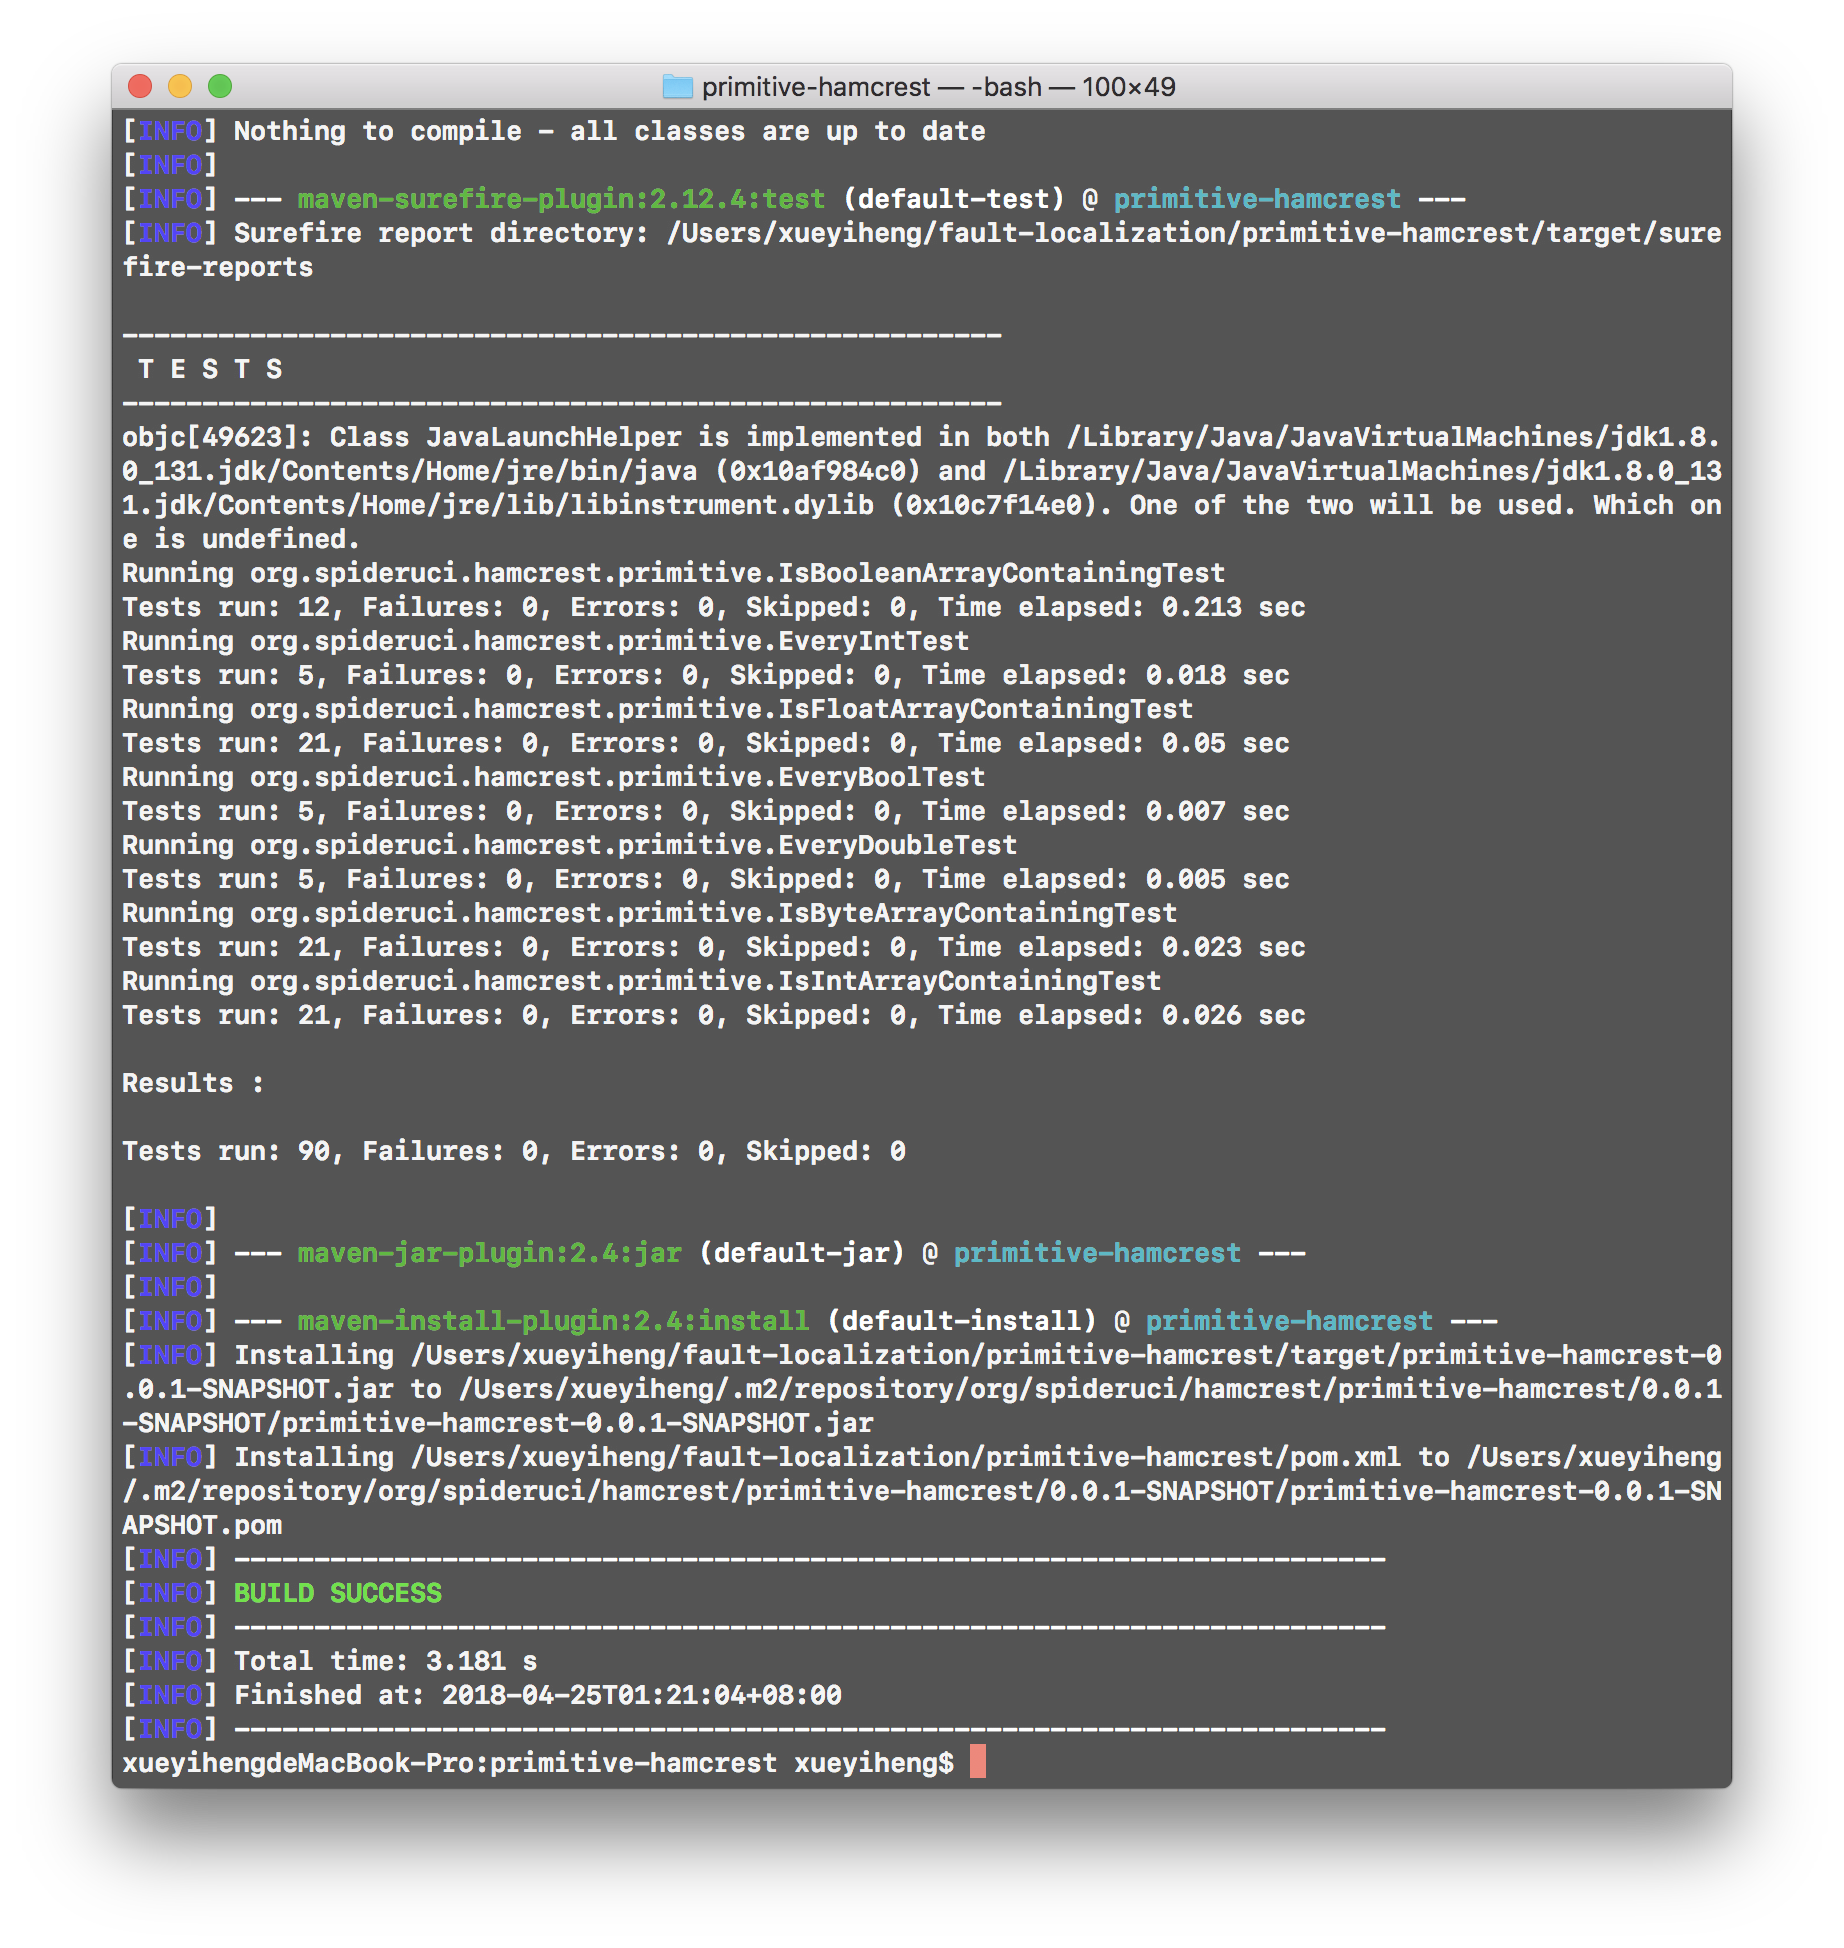 primitive-hamcrest — -bash — 100×49
[INFO] Nothing to compile - all classes are up to date
[INFO]
[INFO] --- maven-surefire-plugin:2.12.4:test (default-test) @ primitive-hamcrest ---
[INFO] Surefire report directory: /Users/xueyiheng/fault-localization/primitive-hamcrest/target/sure
fire-reports
-------------------------------------------------------
T E S T S
-------------------------------------------------------
objc[49623]: Class JavaLaunchHelper is implemented in both /Library/Java/JavaVirtualMachines/jdk1.8.
0_131.jdk/Contents/Home/jre/bin/java (0x10af984c0) and /Library/Java/JavaVirtualMachines/jdk1.8.0_13
1.jdk/Contents/Home/jre/lib/libinstrument.dylib (0x10c7f14e0). One of the two will be used. Which on
e is undefined.
Running org.spideruci.hamcrest.primitive.IsBooleanArrayContainingTest
Tests run: 12, Failures: 0, Errors: 0, Skipped: 0, Time elapsed: 0.213 sec
Running org.spideruci.hamcrest.primitive.EveryIntTest
Tests run: 5, Failures: 0, Errors: 0, Skipped: 0, Time elapsed: 0.018 sec
Running org.spideruci.hamcrest.primitive.IsFloatArrayContainingTest
Tests run: 21, Failures: 0, Errors: 0, Skipped: 0, Time elapsed: 0.05 sec
Running org.spideruci.hamcrest.primitive.EveryBoolTest
Tests run: 5, Failures: 0, Errors: 0, Skipped: 0, Time elapsed: 0.007 sec
Running org.spideruci.hamcrest.primitive.EveryDoubleTest
Tests run: 5, Failures: 0, Errors: 0, Skipped: 0, Time elapsed: 0.005 sec
Running org.spideruci.hamcrest.primitive.IsByteArrayContainingTest
Tests run: 21, Failures: 0, Errors: 0, Skipped: 0, Time elapsed: 0.023 sec
Running org.spideruci.hamcrest.primitive.IsIntArrayContainingTest
Tests run: 21, Failures: 0, Errors: 0, Skipped: 0, Time elapsed: 0.026 sec
Results :
Tests run: 90, Failures: 0, Errors: 0, Skipped: 0
[INFO]
[INFO] --- maven-jar-plugin:2.4:jar (default-jar) @ primitive-hamcrest ---
[INFO]
[INFO] --- maven-install-plugin:2.4:install (default-install) @ primitive-hamcrest ---
[INFO] Installing /Users/xueyiheng/fault-localization/primitive-hamcrest/target/primitive-hamcrest-0
.0.1-SNAPSHOT.jar to /Users/xueyiheng/.m2/repository/org/spideruci/hamcrest/primitive-hamcrest/0.0.1
-SNAPSHOT/primitive-hamcrest-0.0.1-SNAPSHOT.jar
[INFO] Installing /Users/xueyiheng/fault-localization/primitive-hamcrest/pom.xml to /Users/xueyiheng
/.m2/repository/org/spideruci/hamcrest/primitive-hamcrest/0.0.1-SNAPSHOT/primitive-hamcrest-0.0.1-SN
APSHOT.pom
[INFO] ------------------------------------------------------------------------
[INFO] BUILD SUCCESS
[INFO] ------------------------------------------------------------------------
[INFO] Total time: 3.181 s
[INFO] Finished at: 2018-04-25T01:21:04+08:00
[INFO] ------------------------------------------------------------------------
xueyihengdeMacBook-Pro:primitive-hamcrest xueyiheng$